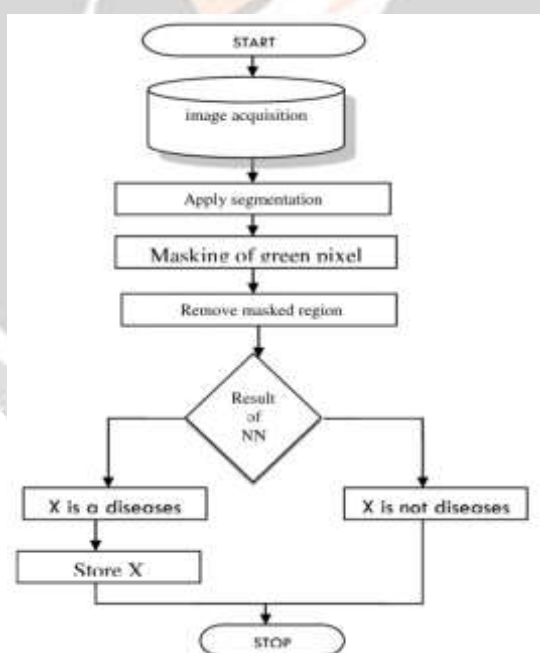 START
image acquisition
Apply segmentation
Masking of green pixel
Remove masked region
Result
of
NN
X is a diseases
X is not diseases
Store X
STOP